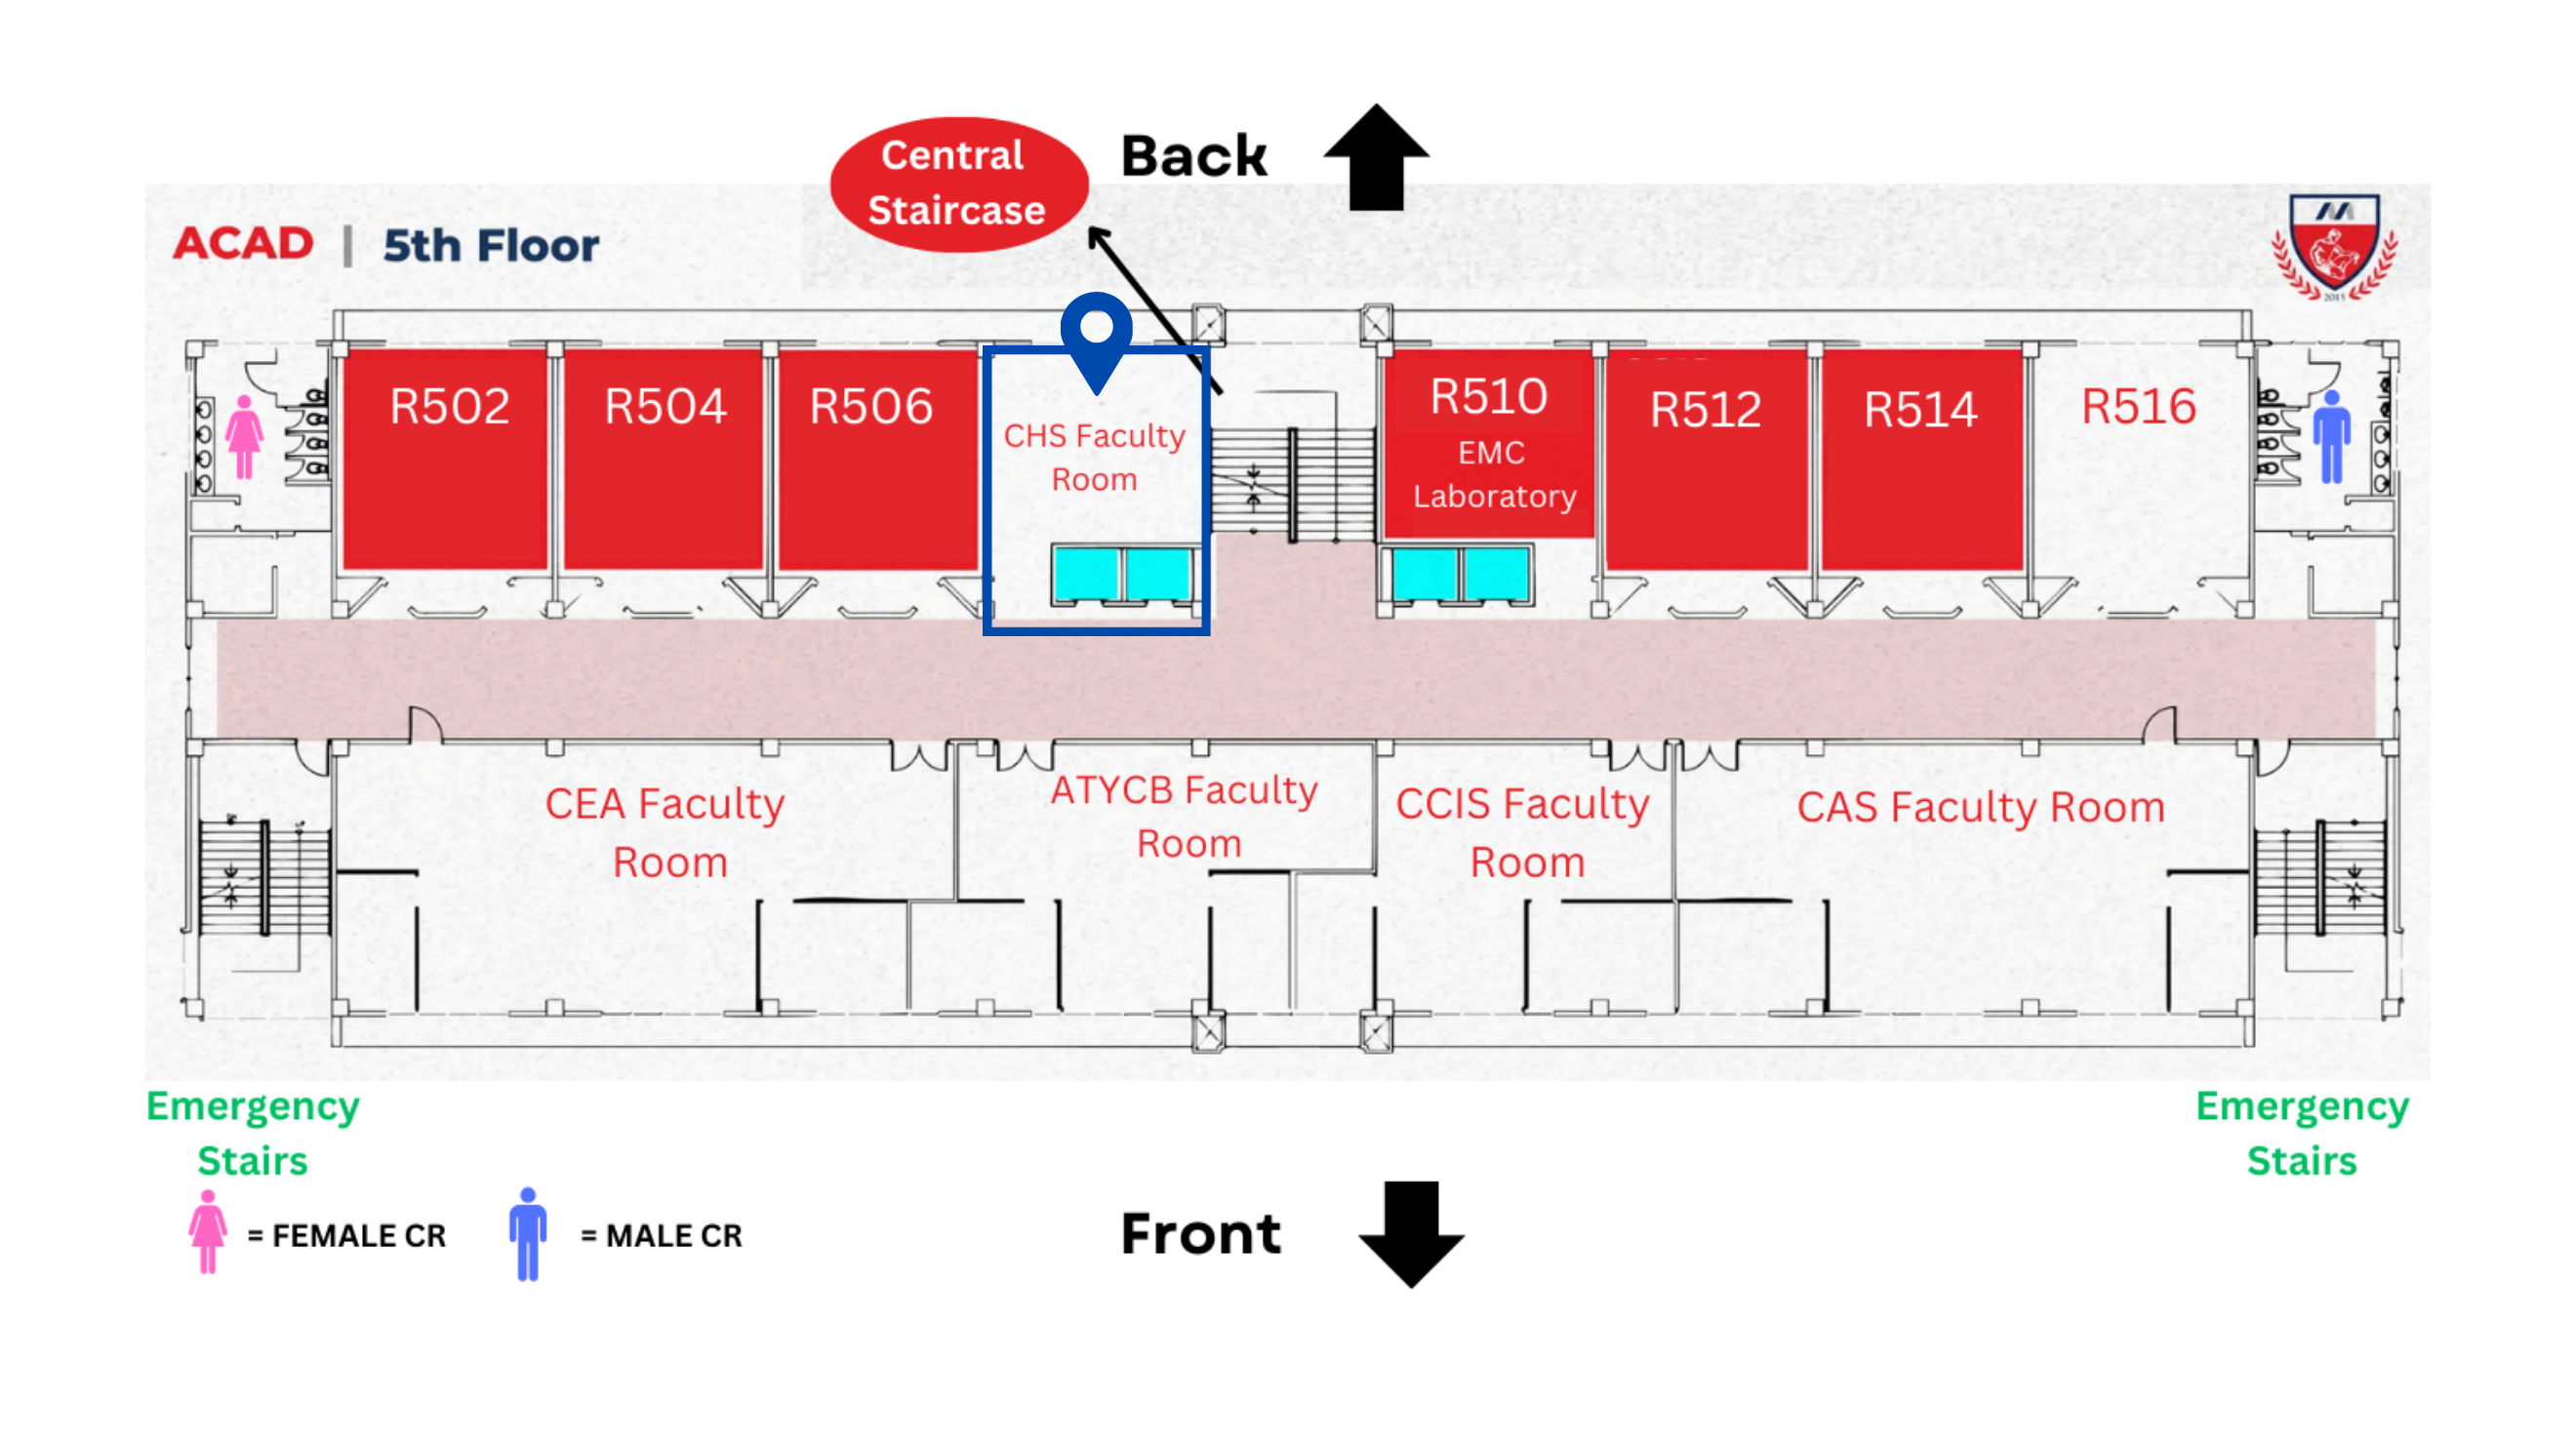 Central
Staircase
Back
ACAD | 5th Floor
2015
R502
R504
R506
CHS Faculty
Room
R510
EMC
Laboratory
R512
R514
R516
CEA Faculty
Room
ATYCB Faculty
Room
CCIS Faculty
Room
CAS Faculty Room
Emergency
Stairs
Emergency
Stairs
= FEMALE CR
= MALE CR
Front